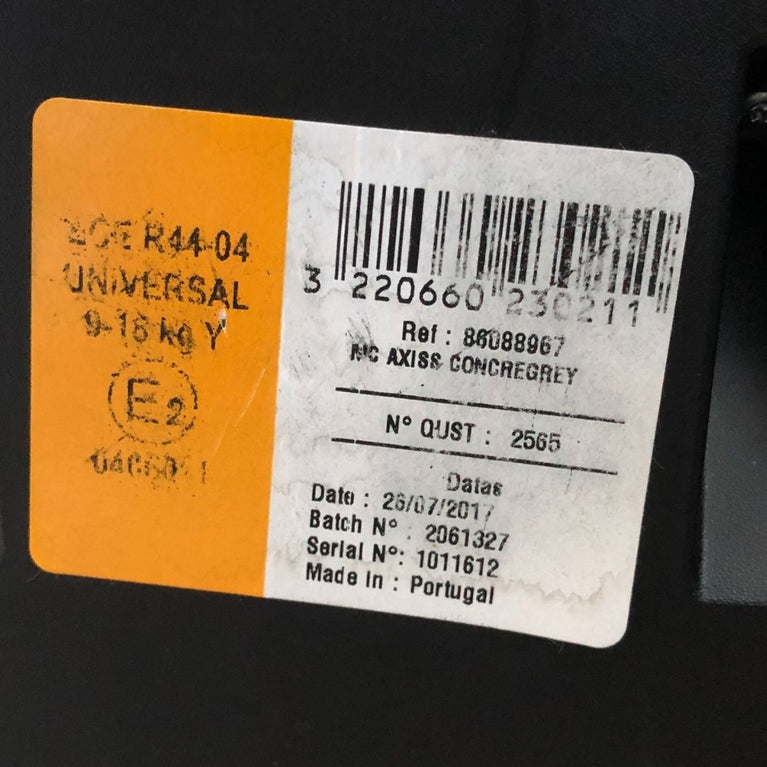 ECE R44-04
UNIVERSAL
9-18 kg Y
E2
3 220660 230211
Ref : 86088967
MC AXISS CONCREGREY
N° QUST : 2565
Datas
Date : 26/07/2017
Batch N° : 2061327
Serial N°: 1011612
Made in : Portugal